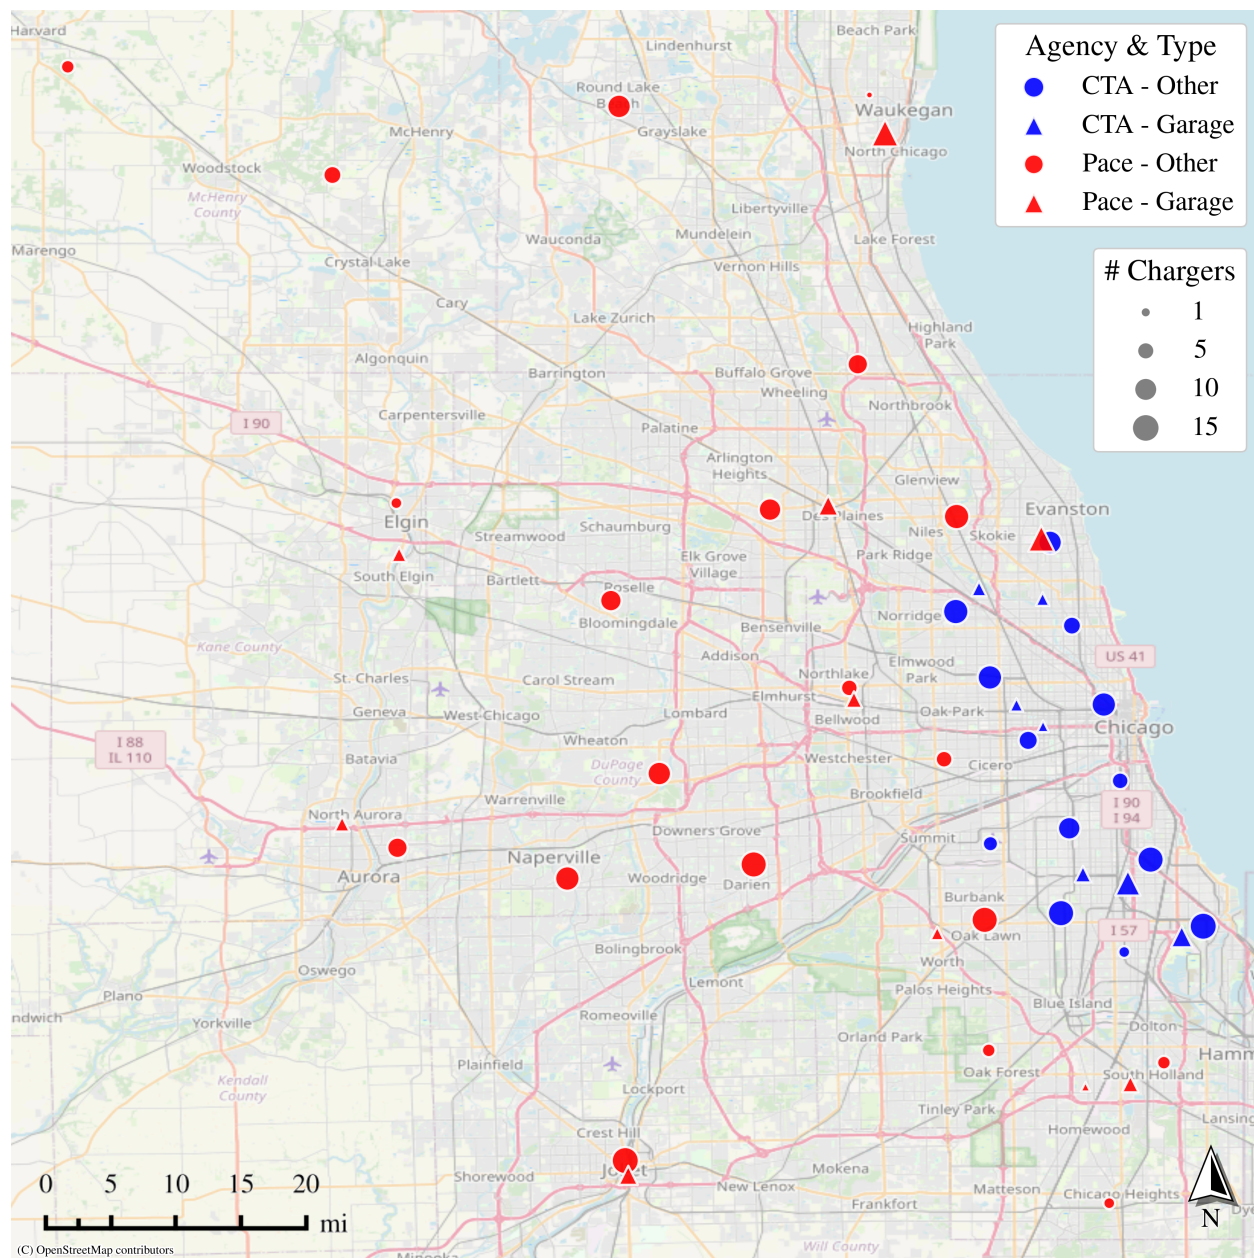 Harvard
Beach Park
Lindenhurst
Round Lake
Beach
Waukegan
McHenry
Grayslake
North Chicago
Woodstock
McHenry
County
Libertyville
Marengo
Wauconda
Mundelein
Lake Forest
Crystal Lake
Vernon Hills
Cary
Lake Zurich
Highland
Park
Algonquin
Barrington
Buffalo Grove
Wheeling
Northbrook
Carpentersville
I 90
Palatine
Arlington
Heights
Glenview
Evanston
Elgin
Schaumburg
Des Plaines
Niles
Skokie
Streamwood
Elk Grove
Village
Park Ridge
South Elgin
Bartlett
Roselle
Bloomingdale
Bensenville
Norridge
Kane County
Addison
US 41
St. Charles
Carol Stream
Northlake
Elmwood
Park
Elmhurst
Geneva
West Chicago
Lombard
Bellwood
Oak Park
Chicago
I 88
IL 110
Wheaton
Batavia
DuPage
County
Westchester
Cicero
Warrenville
Brookfield
North Aurora
I 90
I 94
Downers Grove
Summit
Naperville
Aurora
Woodridge
Darien
Burbank
I 57
Oak Lawn
Bolingbrook
Worth
Oswego
Lemont
Palos Heights
Plano
Blue Island
ndwich
Yorkville
Romeoville
Dolton
Orland Park
Hamm
Plainfield
Oak Forest
South Holland
Kendall
County
Lockport
Tinley Park
Lansing
Crest Hill
Homewood
Joliet
Mokena
Shorewood
New Lenox
Matteson
Chicago Heights
Frankfort
Dye
Will County
Minooka
Agency & Type
CTA - Other
CTA - Garage
Pace - Other
Pace - Garage
# Chargers
1
5
10
15
0 5 10 15 20
mi
N
(C) OpenStreetMap contributors